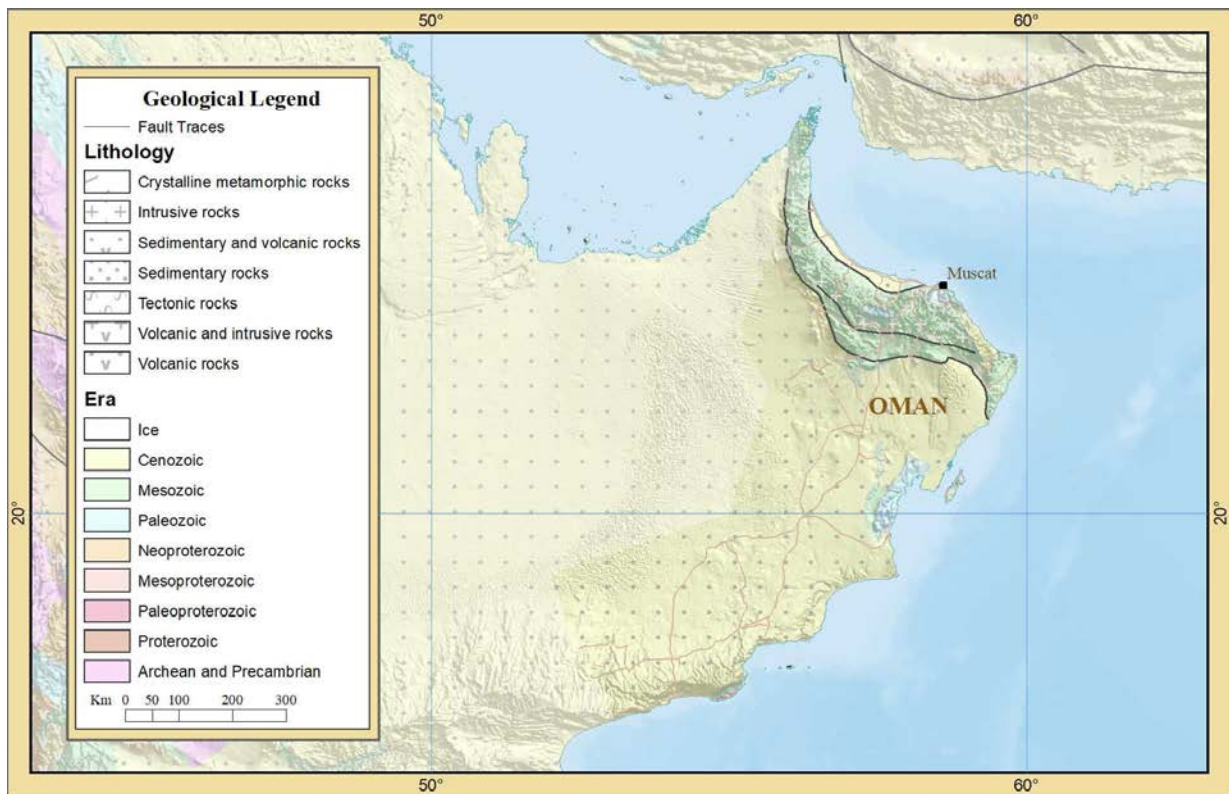 50°
60°
Geological Legend
Fault Traces
Lithology
Crystalline metamorphic rocks
Intrusive rocks
Sedimentary and volcanic rocks
Sedimentary rocks
Tectonic rocks
Volcanic and intrusive rocks
Volcanic rocks
Era
Ice
Cenozoic
Mesozoic
Paleozoic
Neoproterozoic
Mesoproterozoic
Paleoproterozoic
Proterozoic
Archean and Precambrian
Km 0 50 100 200 300
Muscat
OMAN
20°
20°
50°
60°